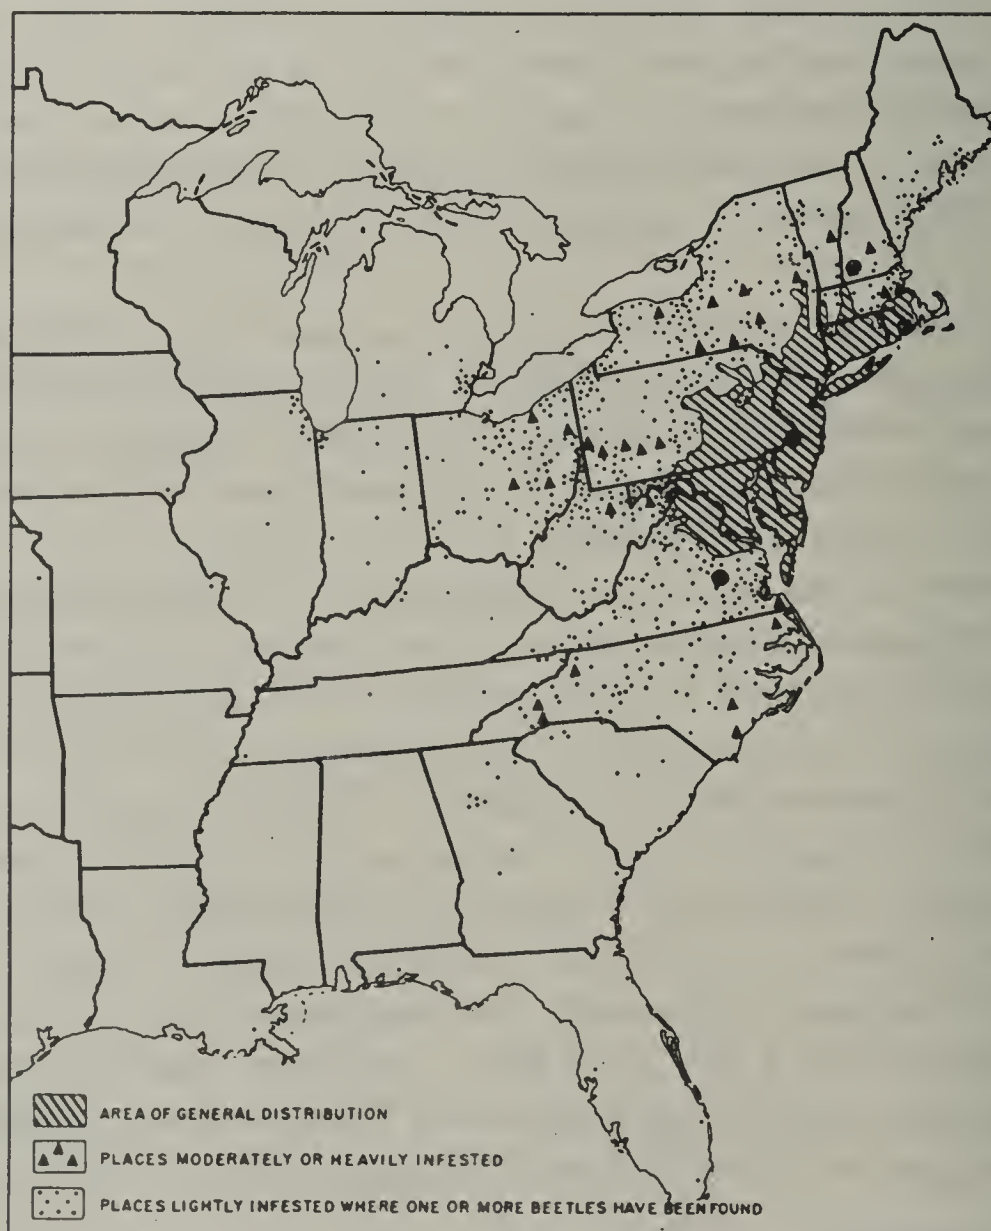 AREA OF GENERAL DISTRIBUTION
PLACES MODERATELY OR HEAVILY INFESTED
PLACES LIGHTLY INFESTED WHERE ONE OR MORE BEETLES HAVE BEEN FOUND